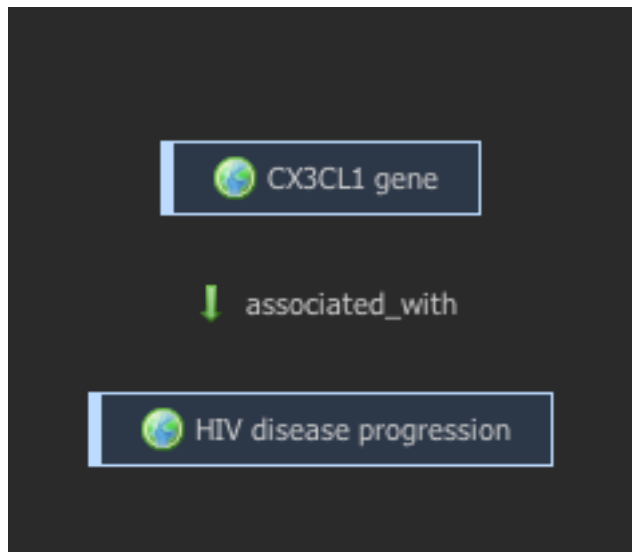 CX3CL1 gene
associated_with
HIV disease progression